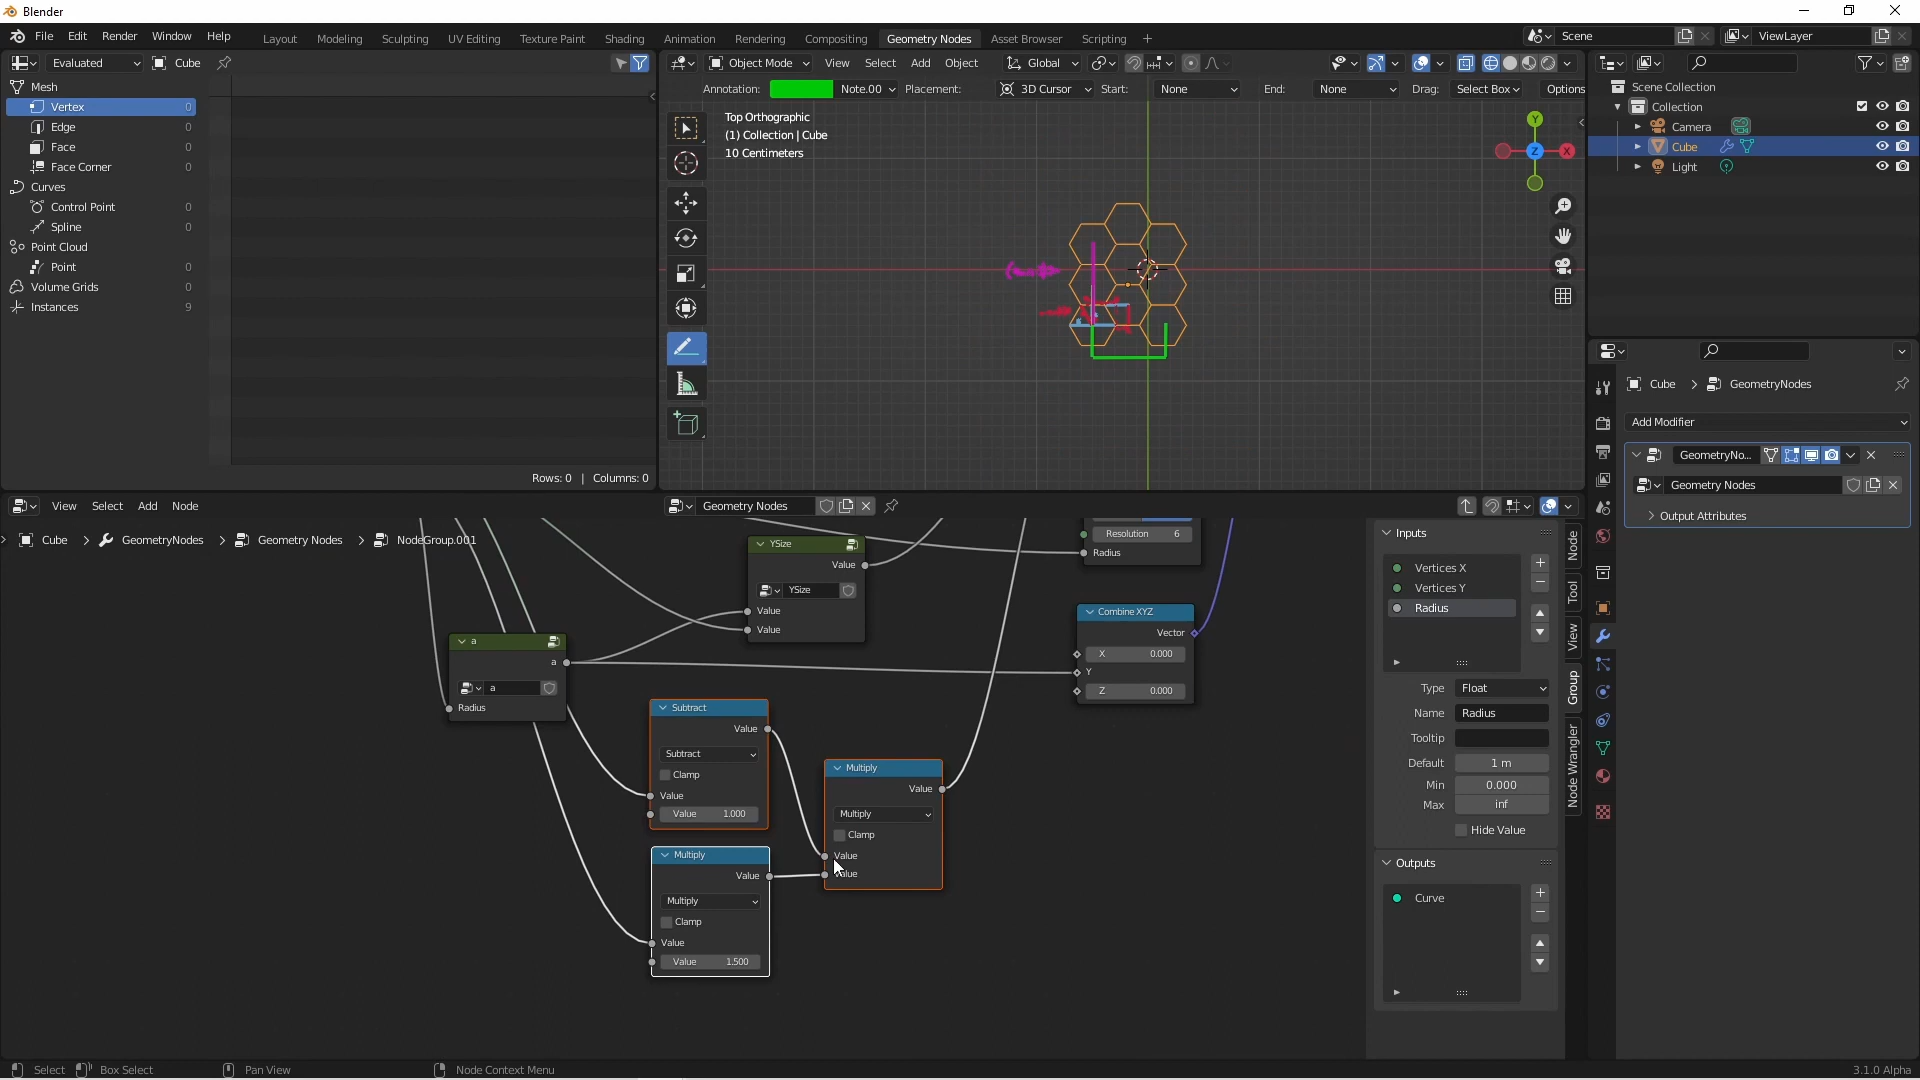 Blender
File Edit Render Window Help Layout Modeling Sculpting UV Editing Texture Paint Shading Animation Rendering Compositing Geometry Nodes Asset Browser Scripting + Scene ViewLayer
Evaluated Cube
Mesh
Vertex 0
Edge 0
Face 0
Face Corner 0
Curves
Control Point 0
Spline 0
Point Cloud
Point 0
Volume Grids 0
Instances 9
Rows: 0 | Columns: 0
Object Mode View Select Add Object Global
Annotation: Note.00 Placement: 3D Cursor Start: None End: None Drag: Select Box Options
Top Orthographic
(1) Collection | Cube
10 Centimeters
Y
Z X
Scene Collection
Collection
Camera
Cube
Light
Cube > GeometryNodes
Add Modifier
GeometryNo...
Geometry Nodes
Output Attributes
View Select Add Node Geometry Nodes
Cube > GeometryNodes > Geometry Nodes > NodeGroup.001
YSize
Value
YSize
Value
Value
Resolution 6
Radius
a
a
a
Radius
Combine XYZ
Vector
X 0.000
Y
Z 0.000
Subtract
Value
Subtract
Clamp
Value
Value 1.000
Multiply
Value
Multiply
Clamp
Value
Value
Multiply
Value
Multiply
Clamp
Value
Value 1.500
Inputs
Vertices X
Vertices Y
Radius
Type Float
Name Radius
Tooltip
Default 1 m
Min 0.000
Max inf
Hide Value
Outputs
Curve
Node
Tool
View
Group
Node Wrangler
Select Box Select Pan View Node Context Menu 3.1.0 Alpha